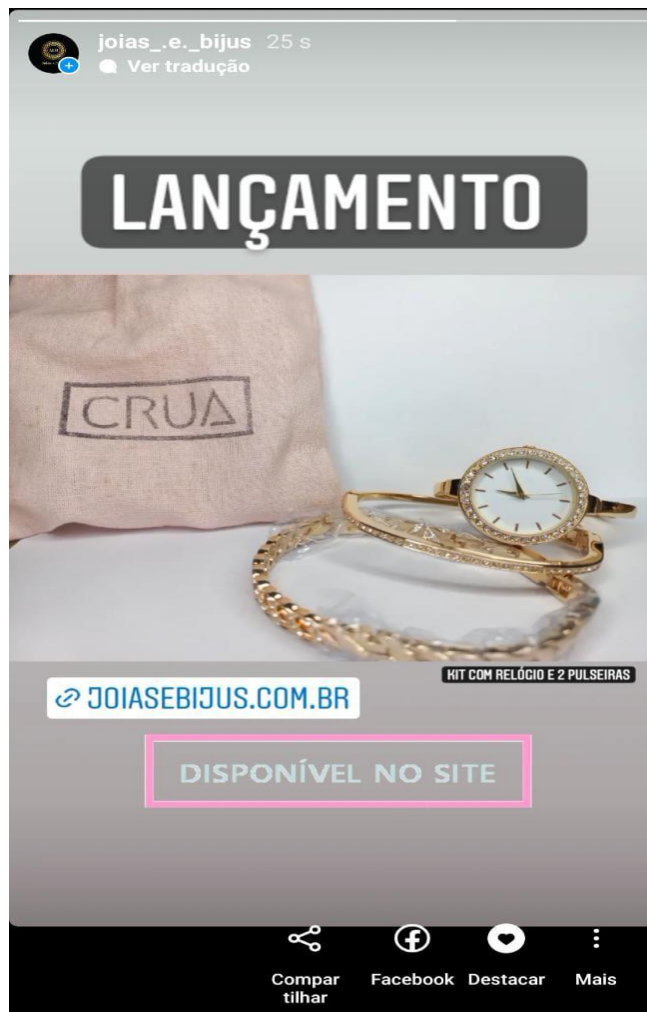 joias_.e._bijus 25 s
Ver tradução
LANÇAMENTO
CRUA
KIT COM RELÓGIO E 2 PULSEIRAS
JOIASEBIJUS.COM.BR
DISPONÍVEL NO SITE
Compar
tilhar
Facebook
Destacar
Mais